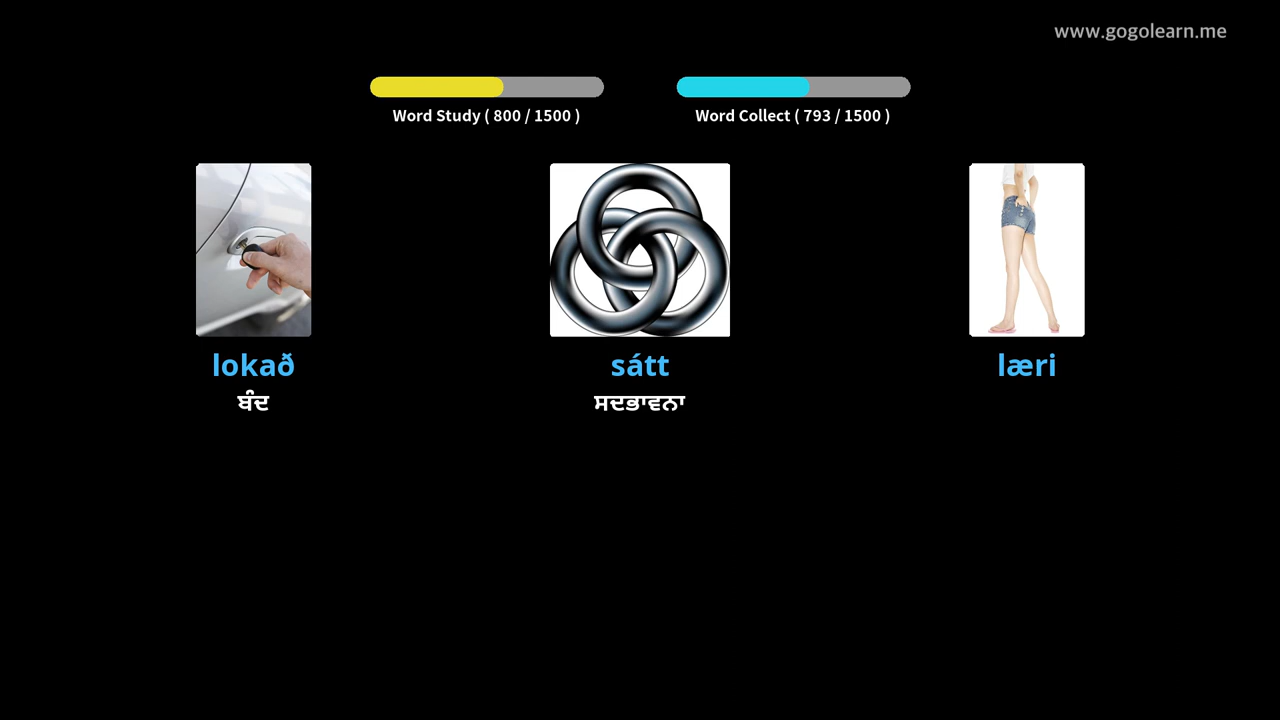 www.gogolearn.me
Word Study ( 800 / 1500 )
Word Collect ( 793 / 1500 )
lokað
sátt
læri
ਬੰਦ
ਸਦਭਾਵਨਾ